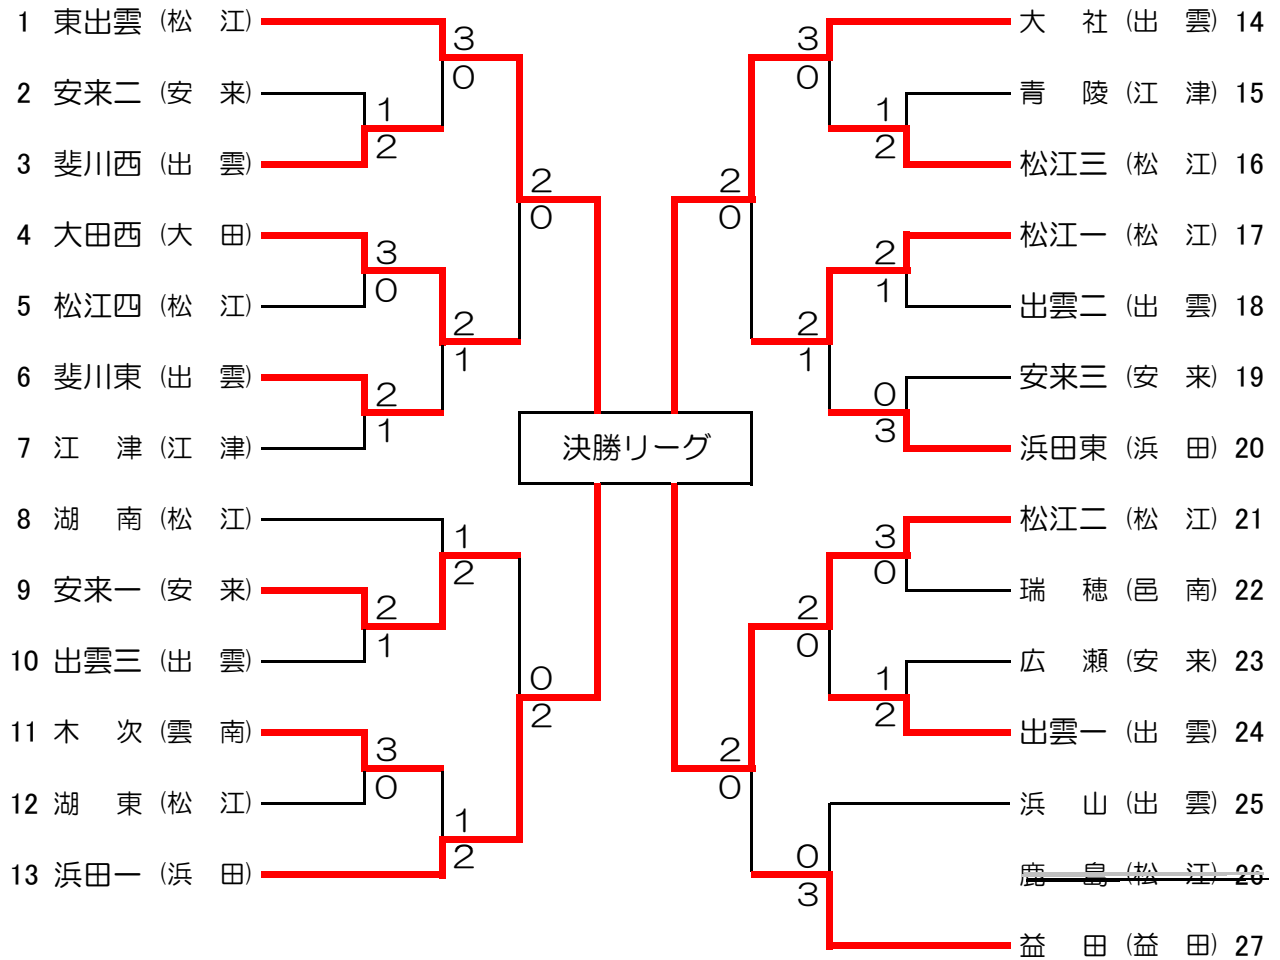 1 東出雲 (松 江)
2 安来二 (安 来)
3 斐川西 (出 雲)
4 大田西 (大 田)
5 松江四 (松 江)
6 斐川東 (出 雲)
7 江 津 (江 津)
8 湖 南 (松 江)
9 安来一 (安 来)
10 出雲三 (出 雲)
11 木 次 (雲 南)
12 湖 東 (松 江)
13 浜田一 (浜 田)
3
0
1
2
3
0
2
1
2
1
2
0
1
2
2
1
3
0
1
2
0
2
決勝リーグ
3
0
1
2
2
0
2
1
2
1
0
3
3
0
2
0
1
2
2
0
0
3
大 社 (出 雲) 14
青 陵 (江 津) 15
松江三 (松 江) 16
松江一 (松 江) 17
出雲二 (出 雲) 18
安来三 (安 来) 19
浜田東 (浜 田) 20
松江二 (松 江) 21
瑞 穂 (邑 南) 22
広 瀬 (安 来) 23
出雲一 (出 雲) 24
浜 山 (出 雲) 25
鹿 島 (松 江) 26
益 田 (益 田) 27